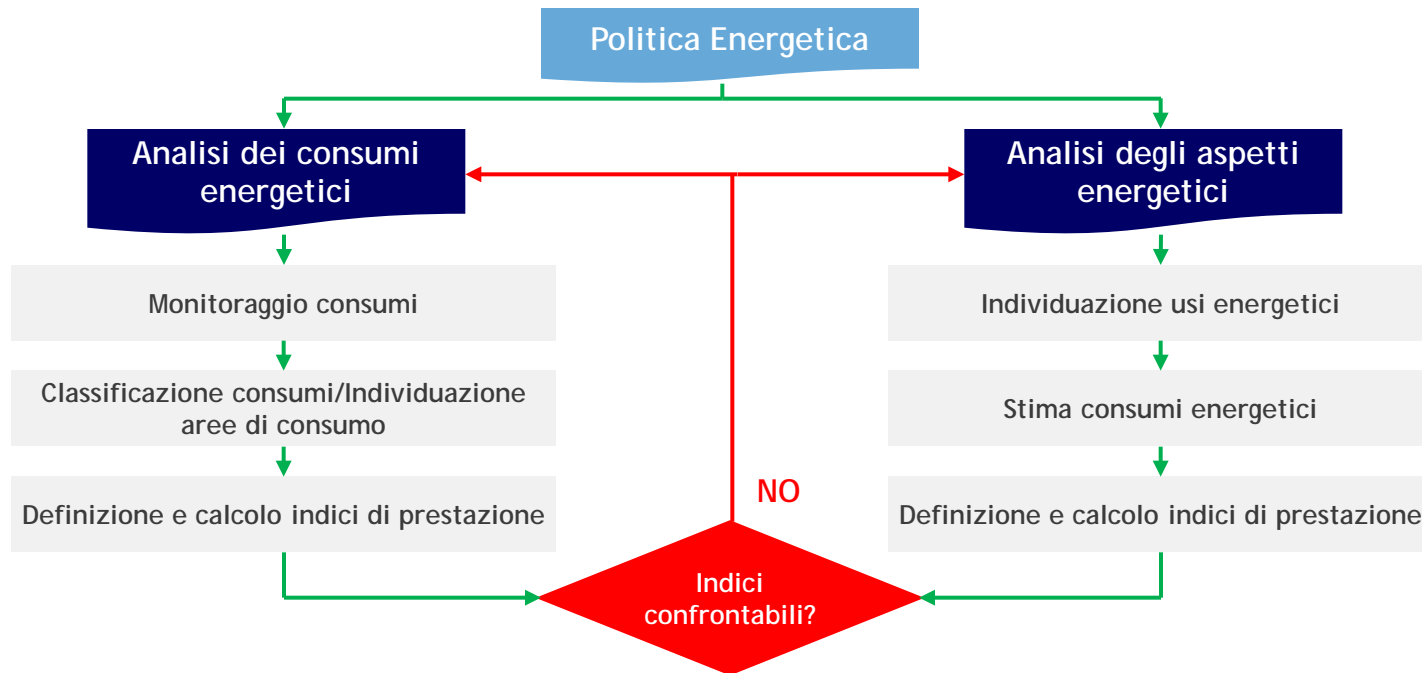 Politica Energetica
Analisi dei consumi
energetici
Analisi degli aspetti
energetici
Monitoraggio consumi
Individuazione usi energetici
Classificazione consumi/Individuazione
aree di consumo
Stima consumi energetici
Definizione e calcolo indici di prestazione
Definizione e calcolo indici di prestazione
NO
Indici
confrontabili?